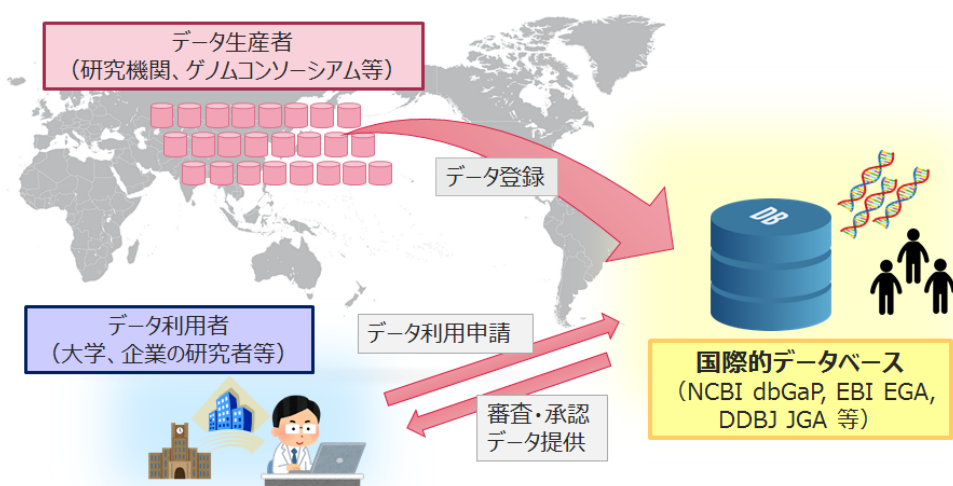 データ生産者
（研究機関、ゲノムコンソーシアム等）
データ登録
DB
データ利用者
（大学、企業の研究者等）
データ利用申請
審査・承認
データ提供
国際的データベース
（NCBI dbGaP, EBI EGA,
DDBJ JGA 等）